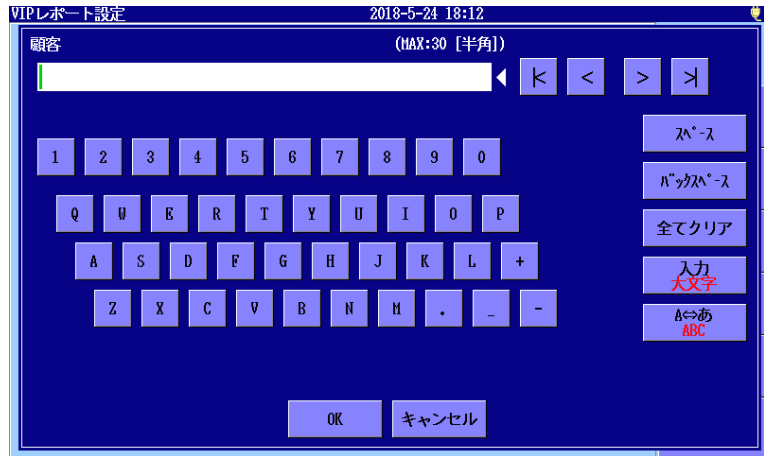 VIPレポート設定 2018-5-24 18:12
顧客 (MAX:30 [半角])
|< < > >|
スペース
1 2 3 4 5 6 7 8 9 0
バックスペース
Q W E R T Y U I O P
全てクリア
A S D F G H J K L +
入力
大文字
Z X C V B N M . _ -
A⇔あ
ABC
OK キャンセル